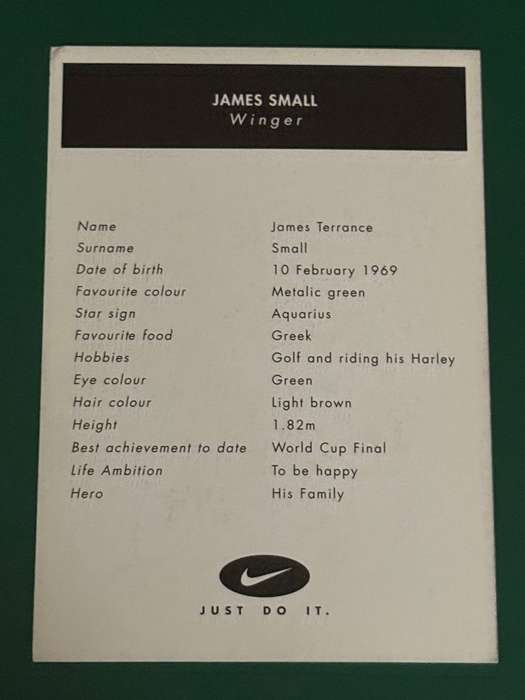 JAMES SMALL
Winger
Name James Terrance
Surname Small
Date of birth 10 February 1969
Favourite colour Metalic green
Star sign Aquarius
Favourite food Greek
Hobbies Golf and riding his Harley
Eye colour Green
Hair colour Light brown
Height 1.82m
Best achievement to date World Cup Final
Life Ambition To be happy
Hero His Family
JUST DO IT.